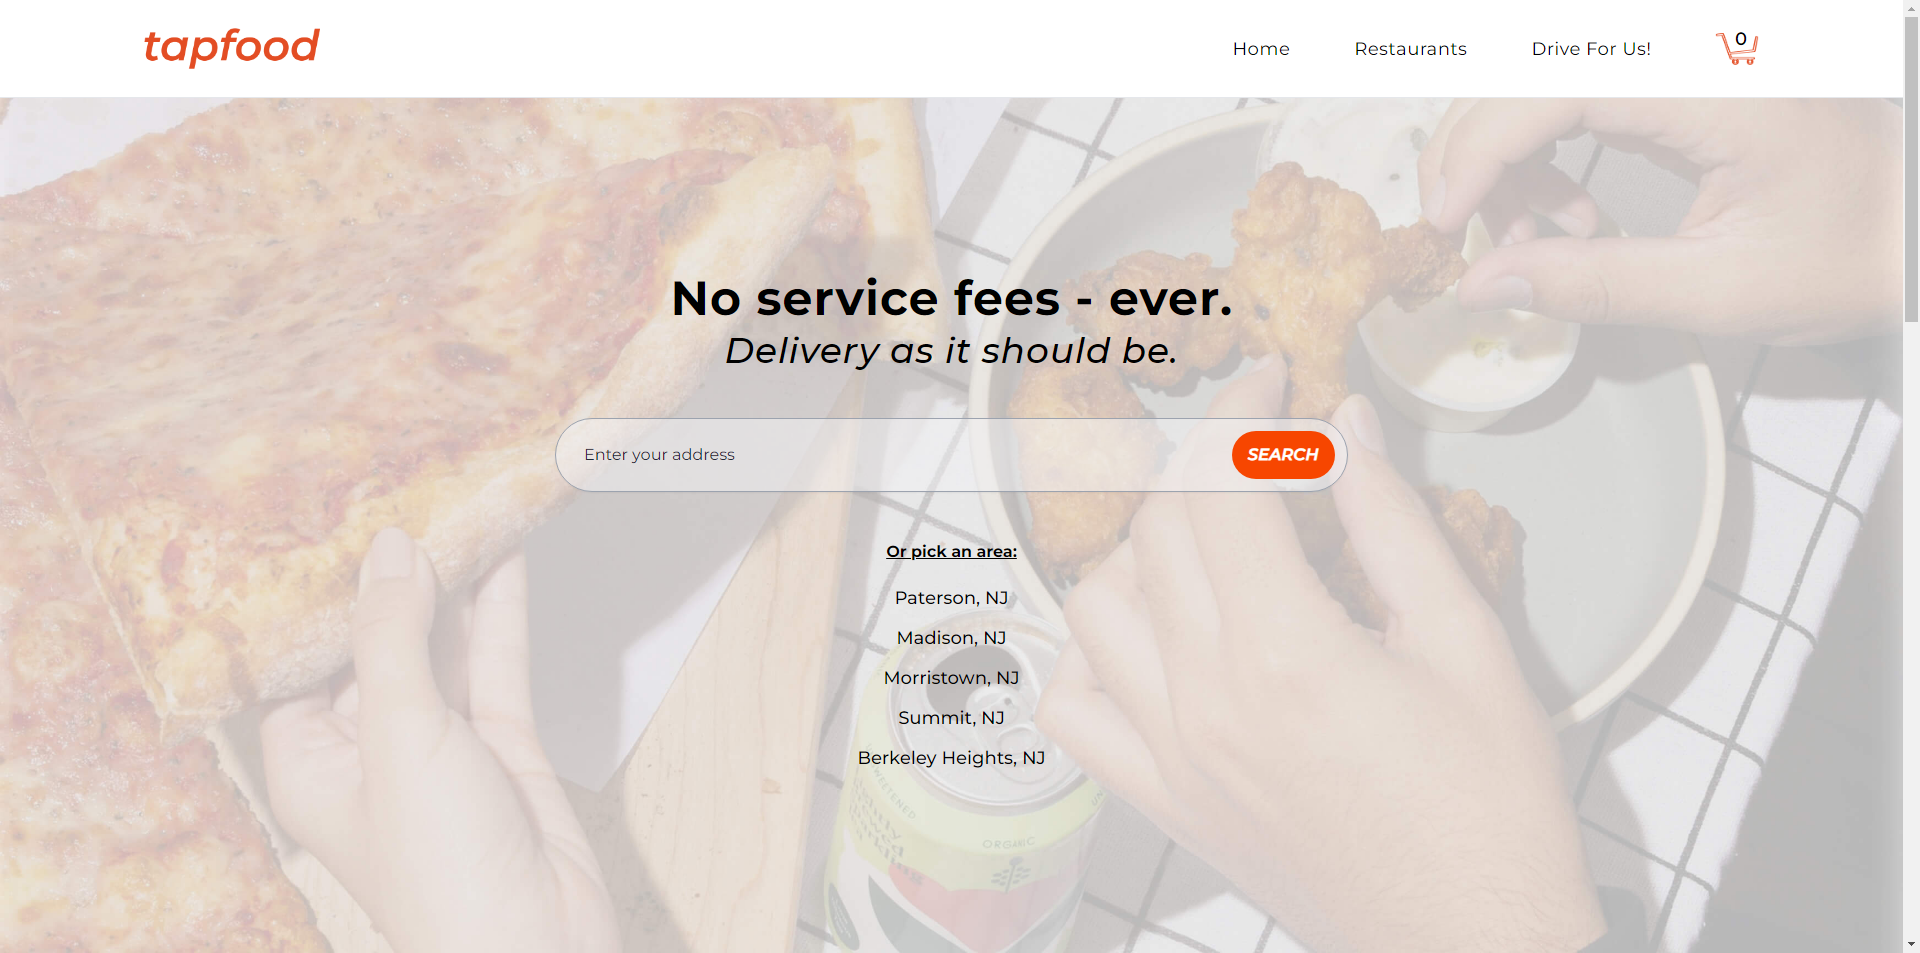 tapfood
Home
Restaurants
Drive For Us!
0
No service fees - ever.
Delivery as it should be.
Enter your address
SEARCH
Or pick an area:
Paterson, NJ
Madison, NJ
Morristown, NJ
Summit, NJ
Berkeley Heights, NJ
ORGANIC